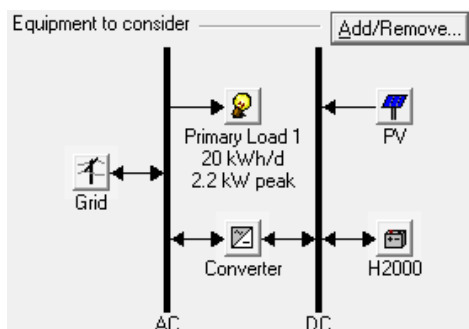 Equipment to consider
Add/Remove...
Primary Load 1
20 kWh/d
2.2 kW peak
PV
Grid
Converter
H2000
AC
DC